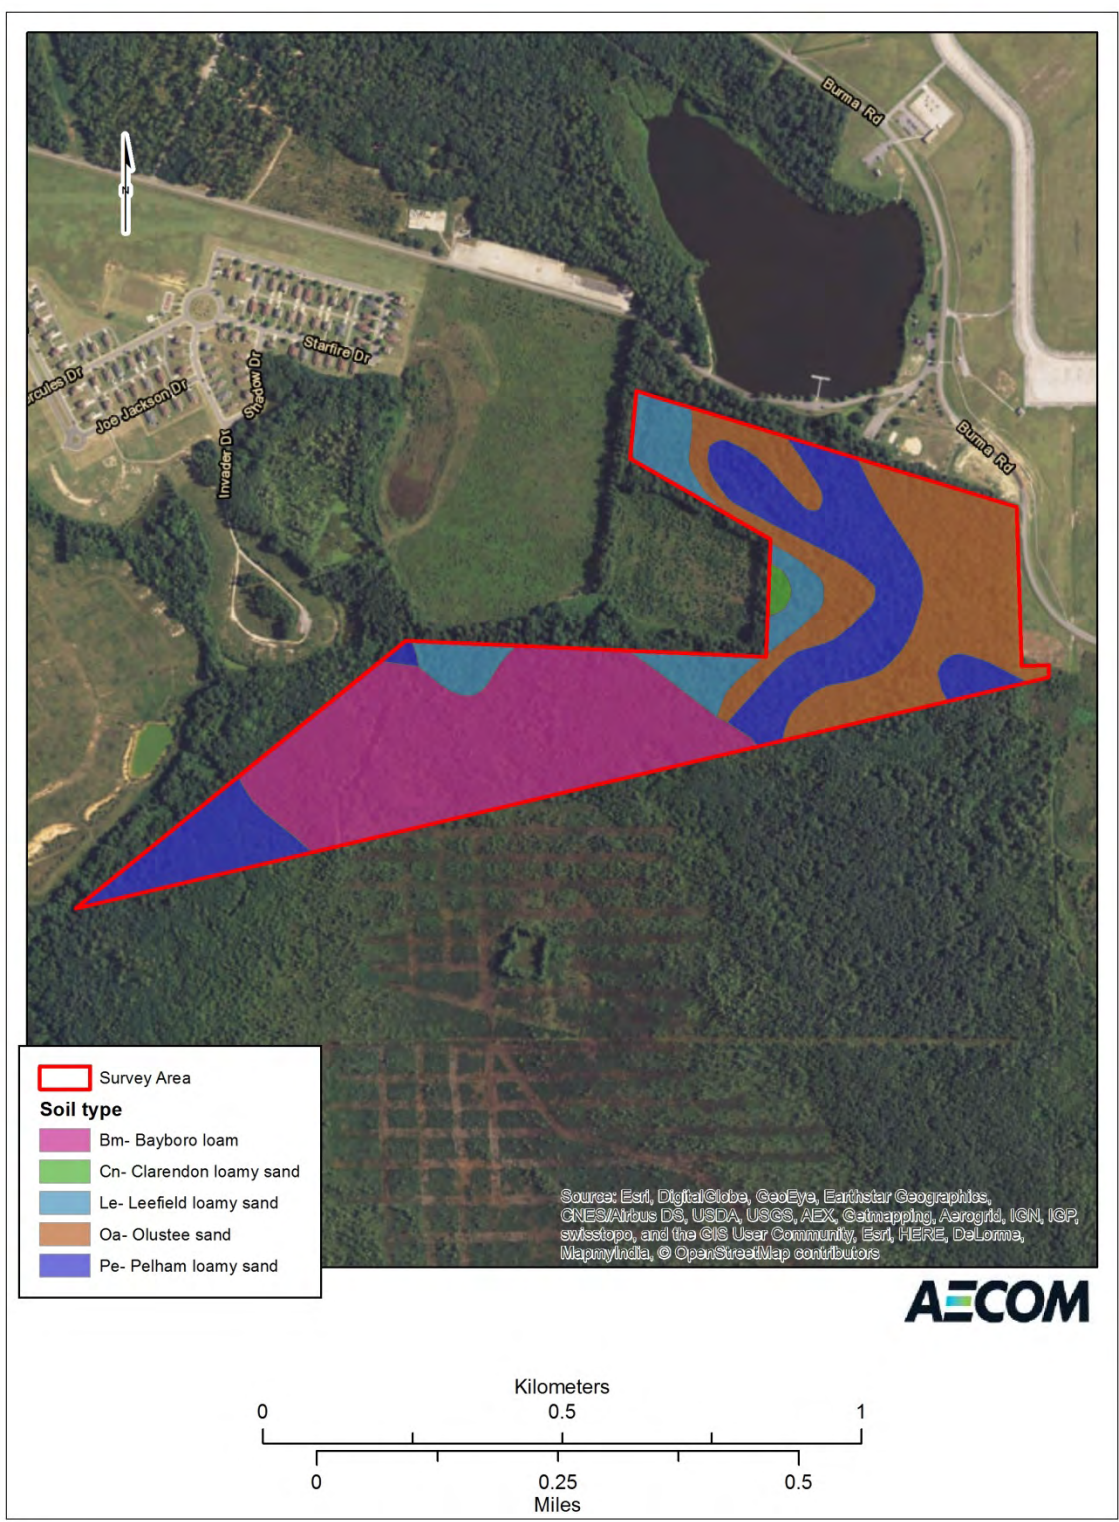 Burma Rd
N
Starfire Dr
Shadow Dr
rcules Dr
Joe Jackson Dr
Invader Dr
Burma Rd
Survey Area
Soil type
Bm- Bayboro loam
Cn- Clarendon loamy sand
Le- Leefield loamy sand
Oa- Olustee sand
Pe- Pelham loamy sand
Source: Esri, DigitalGlobe, GeoEye, Earthstar Geographics,
CNES/Airbus DS, USDA, USGS, AEX, Getmapping, Aerogrid, IGN, IGP,
swisstopo, and the GIS User Community, Esri, HERE, DeLorme,
MapmyIndia, © OpenStreetMap contributors
AECOM
Kilometers
0 0.5 1
0 0.25 0.5
Miles